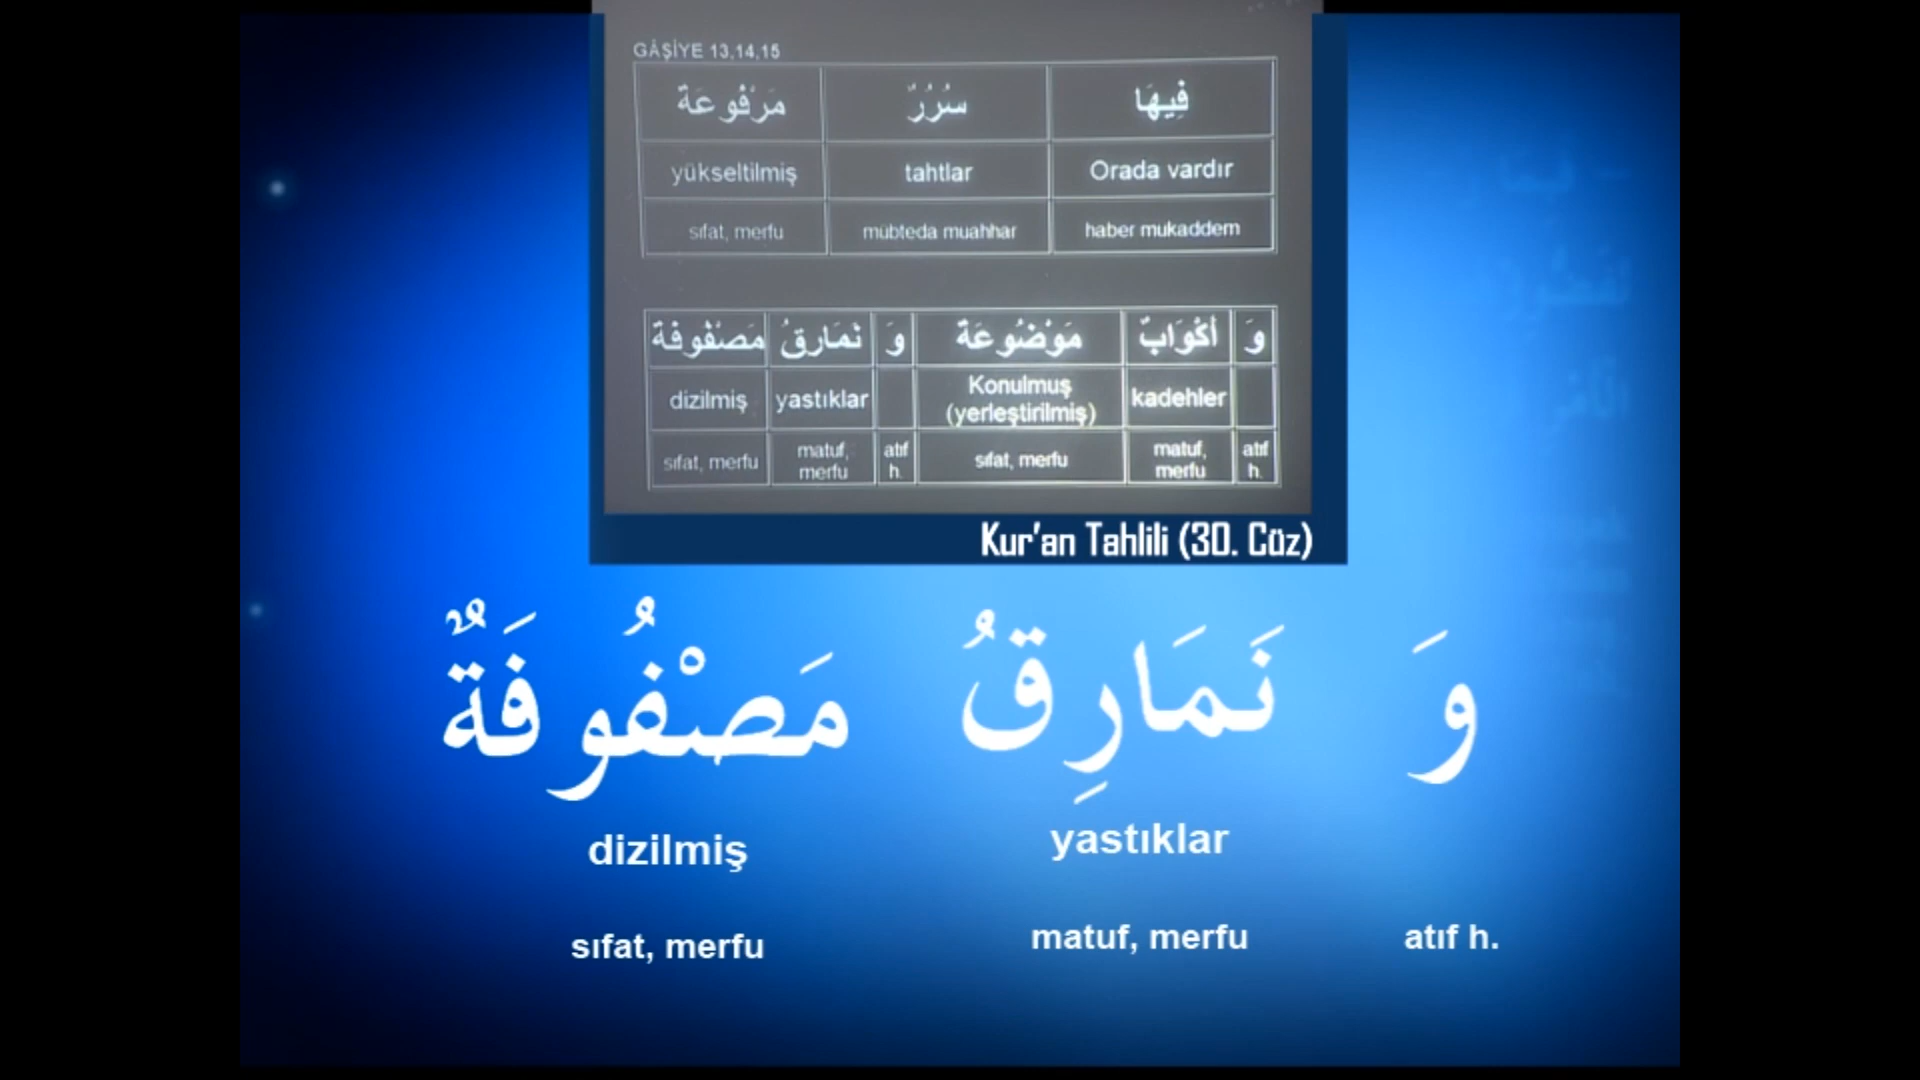 GÂŞİYE 13,14,15
فِيهَا سُرُرٌ مَرْفُوعَةٌ
Orada vardır tahtlar yükseltilmiş
haber mukaddem mübteda muahhar sıfat, merfu
وَ أَكْوَابٌ مَوْضُوعَةٌ وَ نَمَارِقُ مَصْفُوفَةٌ
kadehler Konulmuş (yerleştirilmiş) yastıklar dizilmiş
atıf h. matuf, merfu sıfat, merfu atıf h. matuf, merfu sıfat, merfu
Kur'an Tahlili (30. Cüz)
وَ نَمَارِقُ مَصْفُوفَةٌ
yastıklar dizilmiş
atıf h. matuf, merfu sıfat, merfu